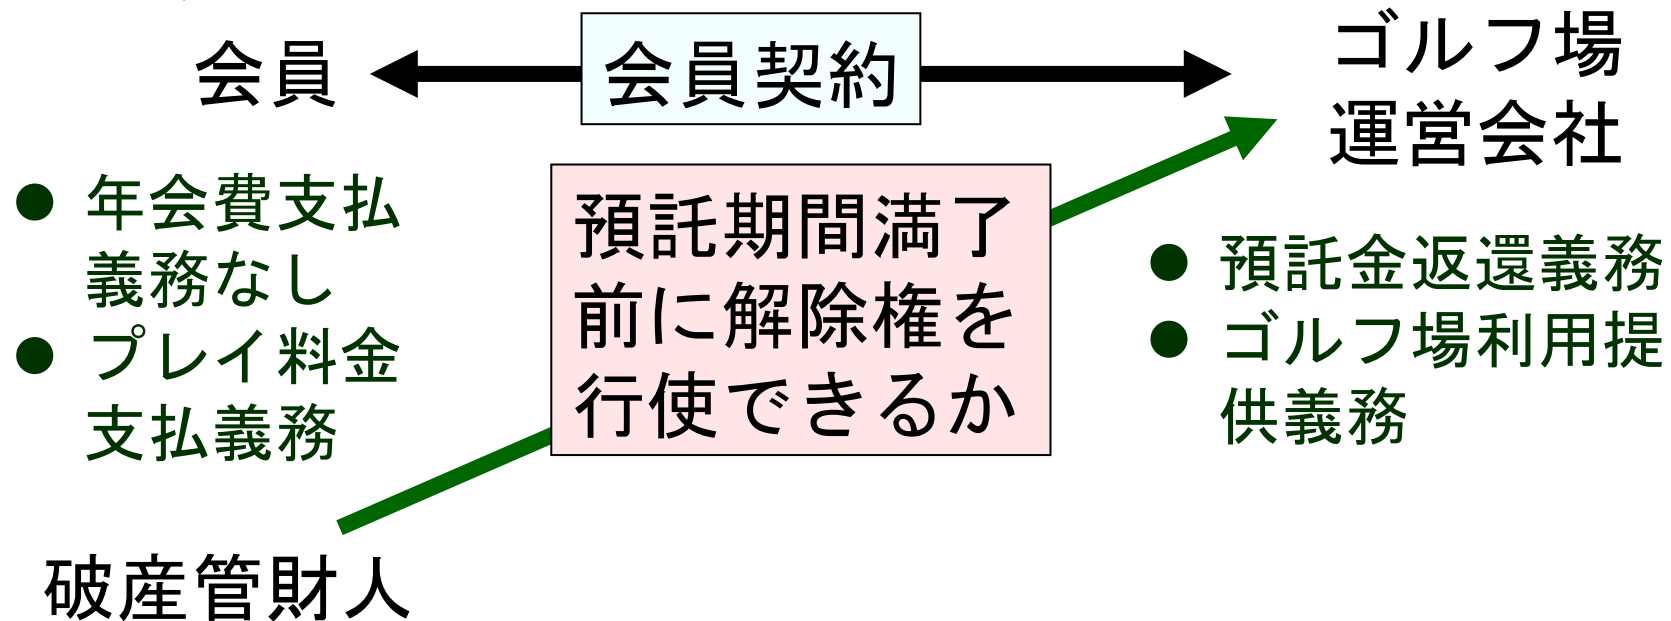 会員
会員契約
ゴルフ場
運営会社
● 年会費支払
義務なし
● プレイ料金
支払義務
預託期間満了
前に解除権を
行使できるか
● 預託金返還義務
● ゴルフ場利用提
供義務
破産管財人